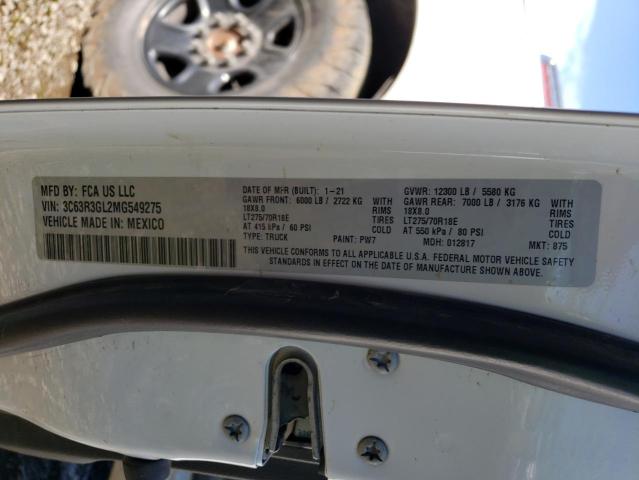 MFD BY: FCA US LLC
VIN: 3C63R3GL2MG549275
VEHICLE MADE IN: MEXICO
DATE OF MFR (BUILT): 1-21
GAWR FRONT: 6000 LB / 2722 KG WITH
18X8.0 RIMS
LT275/70R18E TIRES
AT 415 kPa / 60 PSI COLD
TYPE: TRUCK PAINT: PW7
GVWR: 12300 LB / 5580 KG
GAWR REAR: 7000 LB / 3176 KG WITH
18X8.0 RIMS
LT275/70R18E TIRES
AT 550 kPa / 80 PSI COLD
MDH: 012817 MKT: 875
THIS VEHICLE CONFORMS TO ALL APPLICABLE U.S.A. FEDERAL MOTOR VEHICLE SAFETY
STANDARDS IN EFFECT ON THE DATE OF MANUFACTURE SHOWN ABOVE.